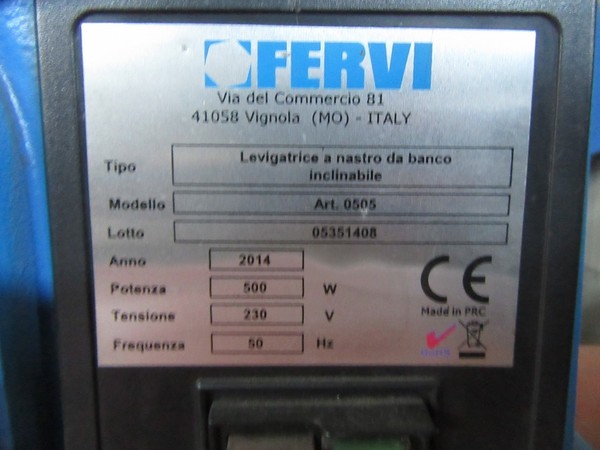 FERVI
Via del Commercio 81
41058 Vignola (MO) - ITALY
Tipo Levigatrice a nastro da banco
inclinabile
Modello Art. 0505
Lotto 05351408
Anno 2014
Potenza 500 W
Tensione 230 V
Frequenza 50 Hz
CE
Made in PRC
RoHS